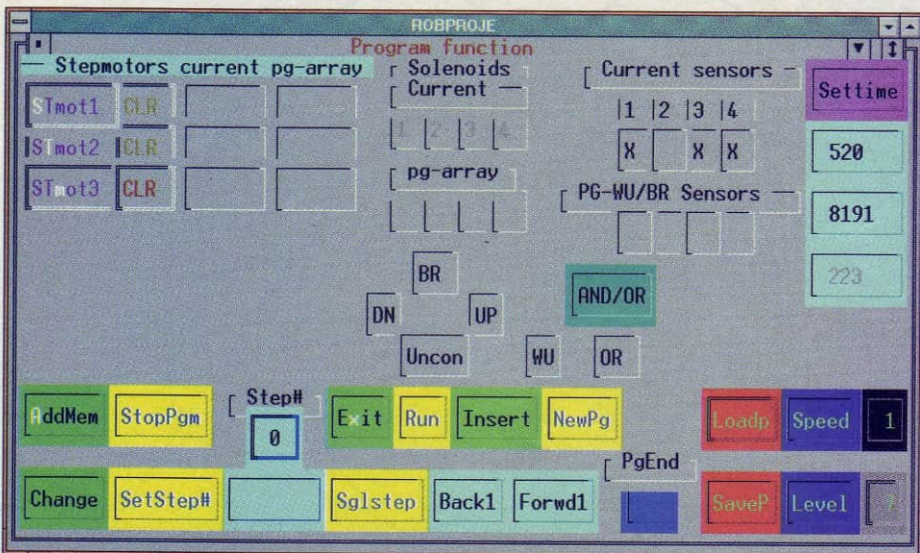 ROBPROJE
Program function
Stepmotors current pg-array
Solenoids
Current
Current sensors
Settime
STmot1 CLR
1 2 3 4
1 2 3 4
STmot2 CLR
X X X
520
STmot3 CLR
pg-array
PG-WU/BR Sensors
8191
BR
223
AND/OR
DN UP
Uncon WU OR
AddMem StopPgm
Step#
0
Exit Run Insert NewPg
Loadp Speed 1
PgEnd
Change SetStep# Sglstep Back1 Forwd1
SaveP Level